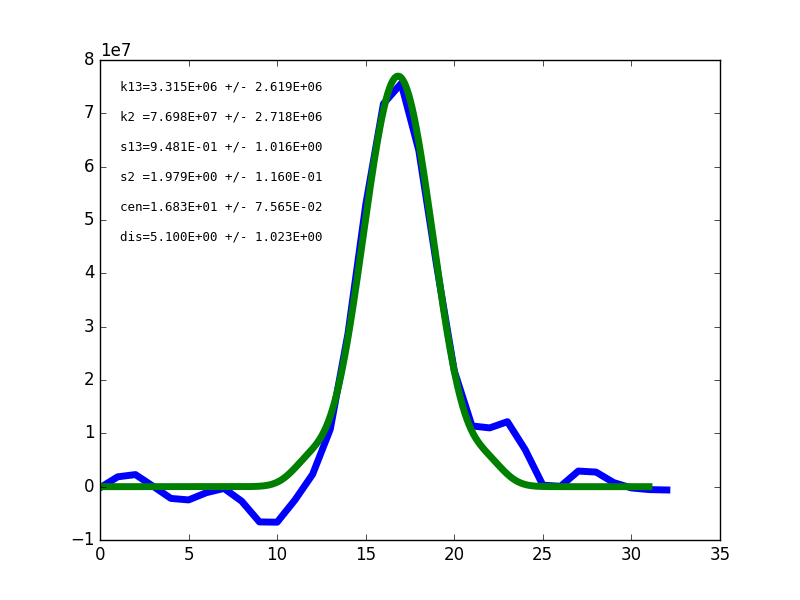 1e7
8
k13=3.315E+06 +/- 2.619E+06
7
k2 =7.698E+07 +/- 2.718E+06
6
s13=9.481E-01 +/- 1.016E+00
s2 =1.979E+00 +/- 1.160E-01
5
cen=1.683E+01 +/- 7.565E-02
dis=5.100E+00 +/- 1.023E+00
4
3
2
1
0
−1
0 5 10 15 20 25 30 35